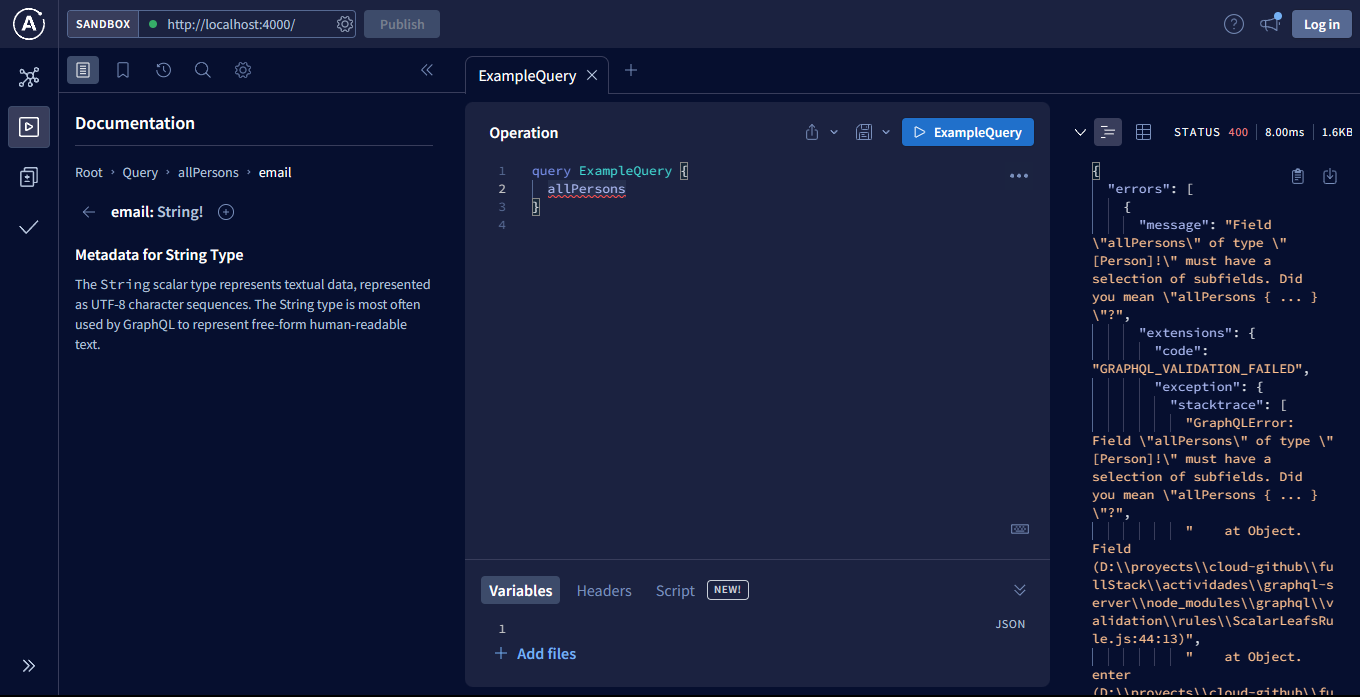 SANDBOX
http://localhost:4000/
Publish
Log in
Documentation
Root › Query › allPersons › email
email: String!
Metadata for String Type
The String scalar type represents textual data, represented
as UTF-8 character sequences. The String type is most often
used by GraphQL to represent free-form human-readable
text.
ExampleQuery
Operation
ExampleQuery
1 query ExampleQuery {
2 allPersons
3 }
4
Variables
Headers
Script
NEW!
1
JSON
Add files
STATUS 400
8.00ms
1.6KB
{
"errors": [
{
"message": "Field
\"allPersons\" of type \"
[Person]!\" must have a
selection of subfields. Did
you mean \"allPersons { ... }
\"?",
"extensions": {
"code":
"GRAPHQL_VALIDATION_FAILED",
"exception": {
"stacktrace": [
"GraphQLError:
Field \"allPersons\" of type \"
[Person]!\" must have a
selection of subfields. Did
you mean \"allPersons { ... }
\"?",
"    at Object.
Field
(D:\\proyects\\cloud-github\\fu
llStack\\actividades\\graphql-s
erver\\node_modules\\graphql\\v
alidation\\rules\\ScalarLeafsRu
le.js:44:13)",
"    at Object.
enter
(D:\\proyects\\cloud-github\\fu